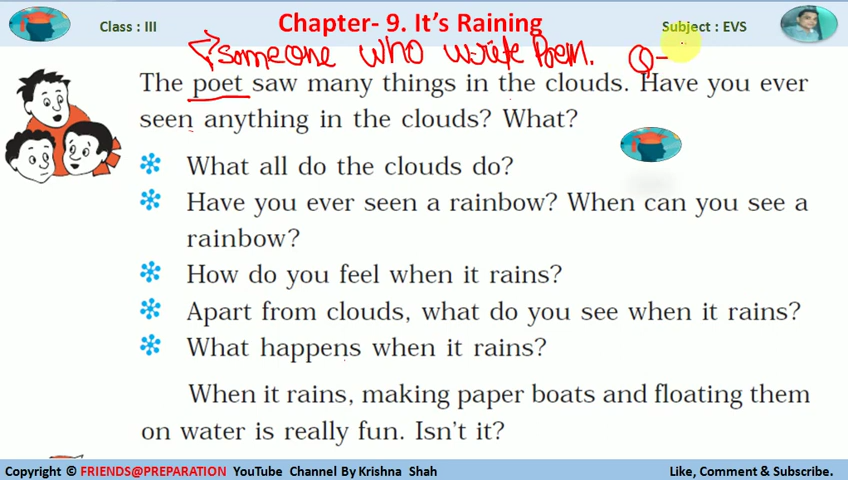 Class : III
Chapter- 9. It's Raining
Subject : EVS
someone who write Poem. Q-
The poet saw many things in the clouds. Have you ever
seen anything in the clouds? What?
What all do the clouds do?
Have you ever seen a rainbow? When can you see a
rainbow?
How do you feel when it rains?
Apart from clouds, what do you see when it rains?
What happens when it rains?
When it rains, making paper boats and floating them
on water is really fun. Isn't it?
Copyright © FRIENDS@PREPARATION YouTube Channel By Krishna Shah
Like, Comment & Subscribe.